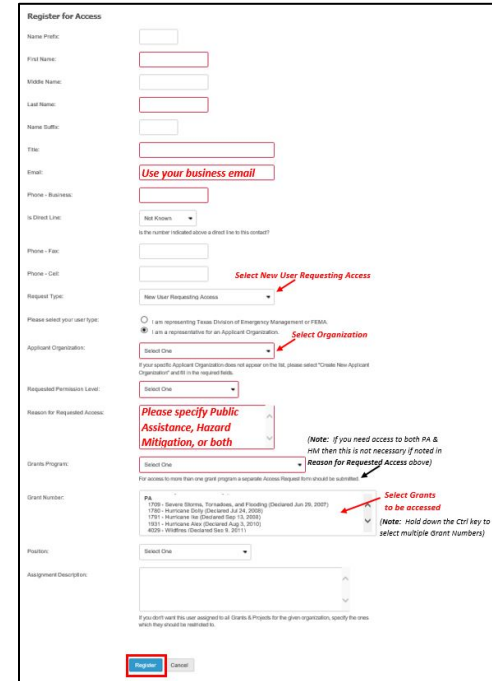 Register for Access
Name Prefix:
First Name:
Middle Name:
Last Name:
Name Suffix:
Title:
Email:
Use your business email
Phone - Business:
Is Direct Line:
Not Known
Is the number indicated above a direct line to this contact?
Phone - Fax:
Phone - Cell:
Select New User Requesting Access
Request Type:
New User Requesting Access
Please select your user type:
I am representing Texas Division of Emergency Management or FEMA.
I am a representative for an Applicant Organization.
Select Organization
Applicant Organization:
Select One
If your specific Applicant Organization does not appear on the list, please select "Create New Applicant
Organization" and fill in the required fields.
Requested Permission Level:
Select One
Reason for Requested Access:
Please specify Public
Assistance, Hazard
Mitigation, or both
(Note: If you need access to both PA &
HM then this is not necessary if noted in
Reason for Requested Access above)
Grants Program:
Select One
For access to more than one grant program a separate Access Request form should be submitted.
Grant Number:
PA
1709 - Severe Storms, Tornadoes, and Flooding (Declared Jun 29, 2007)
1780 - Hurricane Dolly (Declared Jul 24, 2008)
1791 - Hurricane Ike (Declared Sep 13, 2008)
1931 - Hurricane Alex (Declared Aug 3, 2010)
4029 - Wildfires (Declared Sep 9, 2011)
Select Grants
to be accessed
(Note: Hold down the Ctrl key to
select multiple Grant Numbers)
Position:
Select One
Assignment Description:
If you don't want this user assigned to all Grants & Projects for the given organization, specify the ones
which they should be restricted to.
Register
Cancel